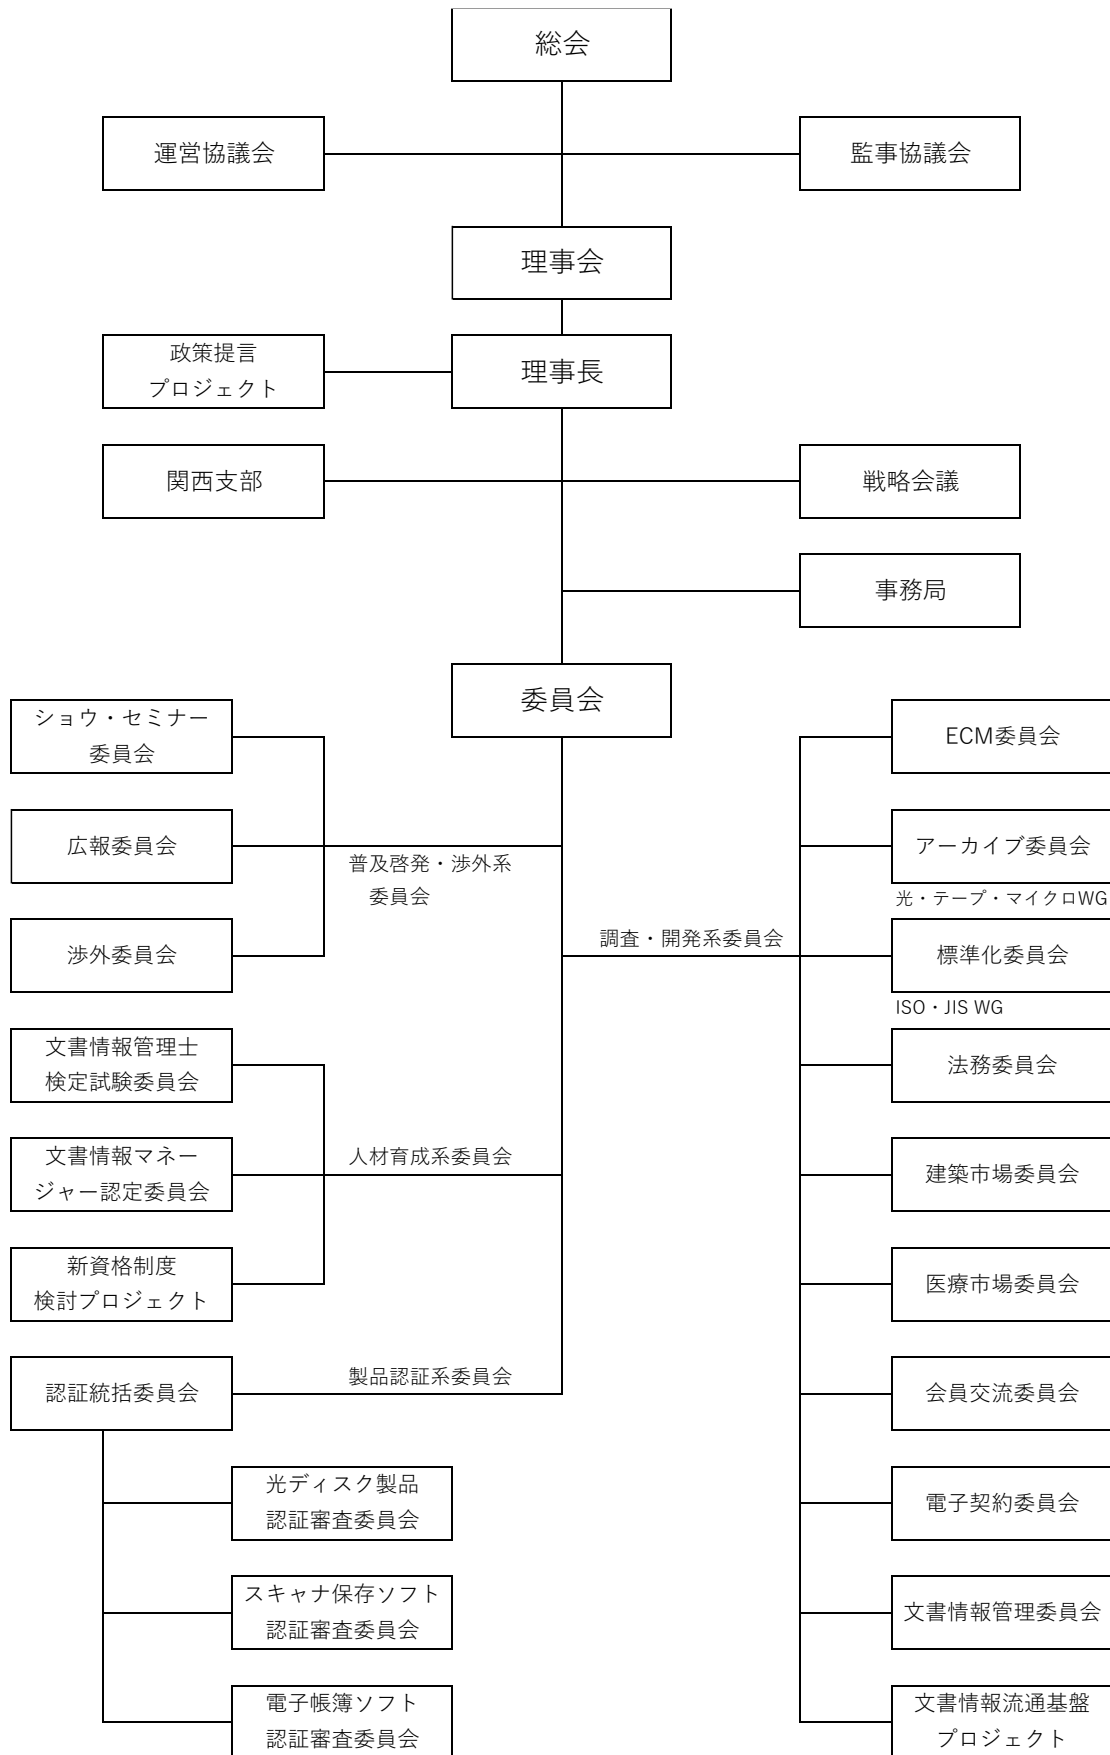 総会
運営協議会
監事協議会
理事会
政策提言
プロジェクト
理事長
関西支部
戦略会議
事務局
委員会
ショウ・セミナー
委員会
広報委員会
渉外委員会
普及啓発・渉外系
委員会
文書情報管理士
検定試験委員会
文書情報マネー
ジャー認定委員会
新資格制度
検討プロジェクト
人材育成系委員会
認証統括委員会
製品認証系委員会
光ディスク製品
認証審査委員会
スキャナ保存ソフト
認証審査委員会
電子帳簿ソフト
認証審査委員会
調査・開発系委員会
ECM委員会
アーカイブ委員会
光・テープ・マイクロWG
標準化委員会
ISO・JIS WG
法務委員会
建築市場委員会
医療市場委員会
会員交流委員会
電子契約委員会
文書情報管理委員会
文書情報流通基盤
プロジェクト